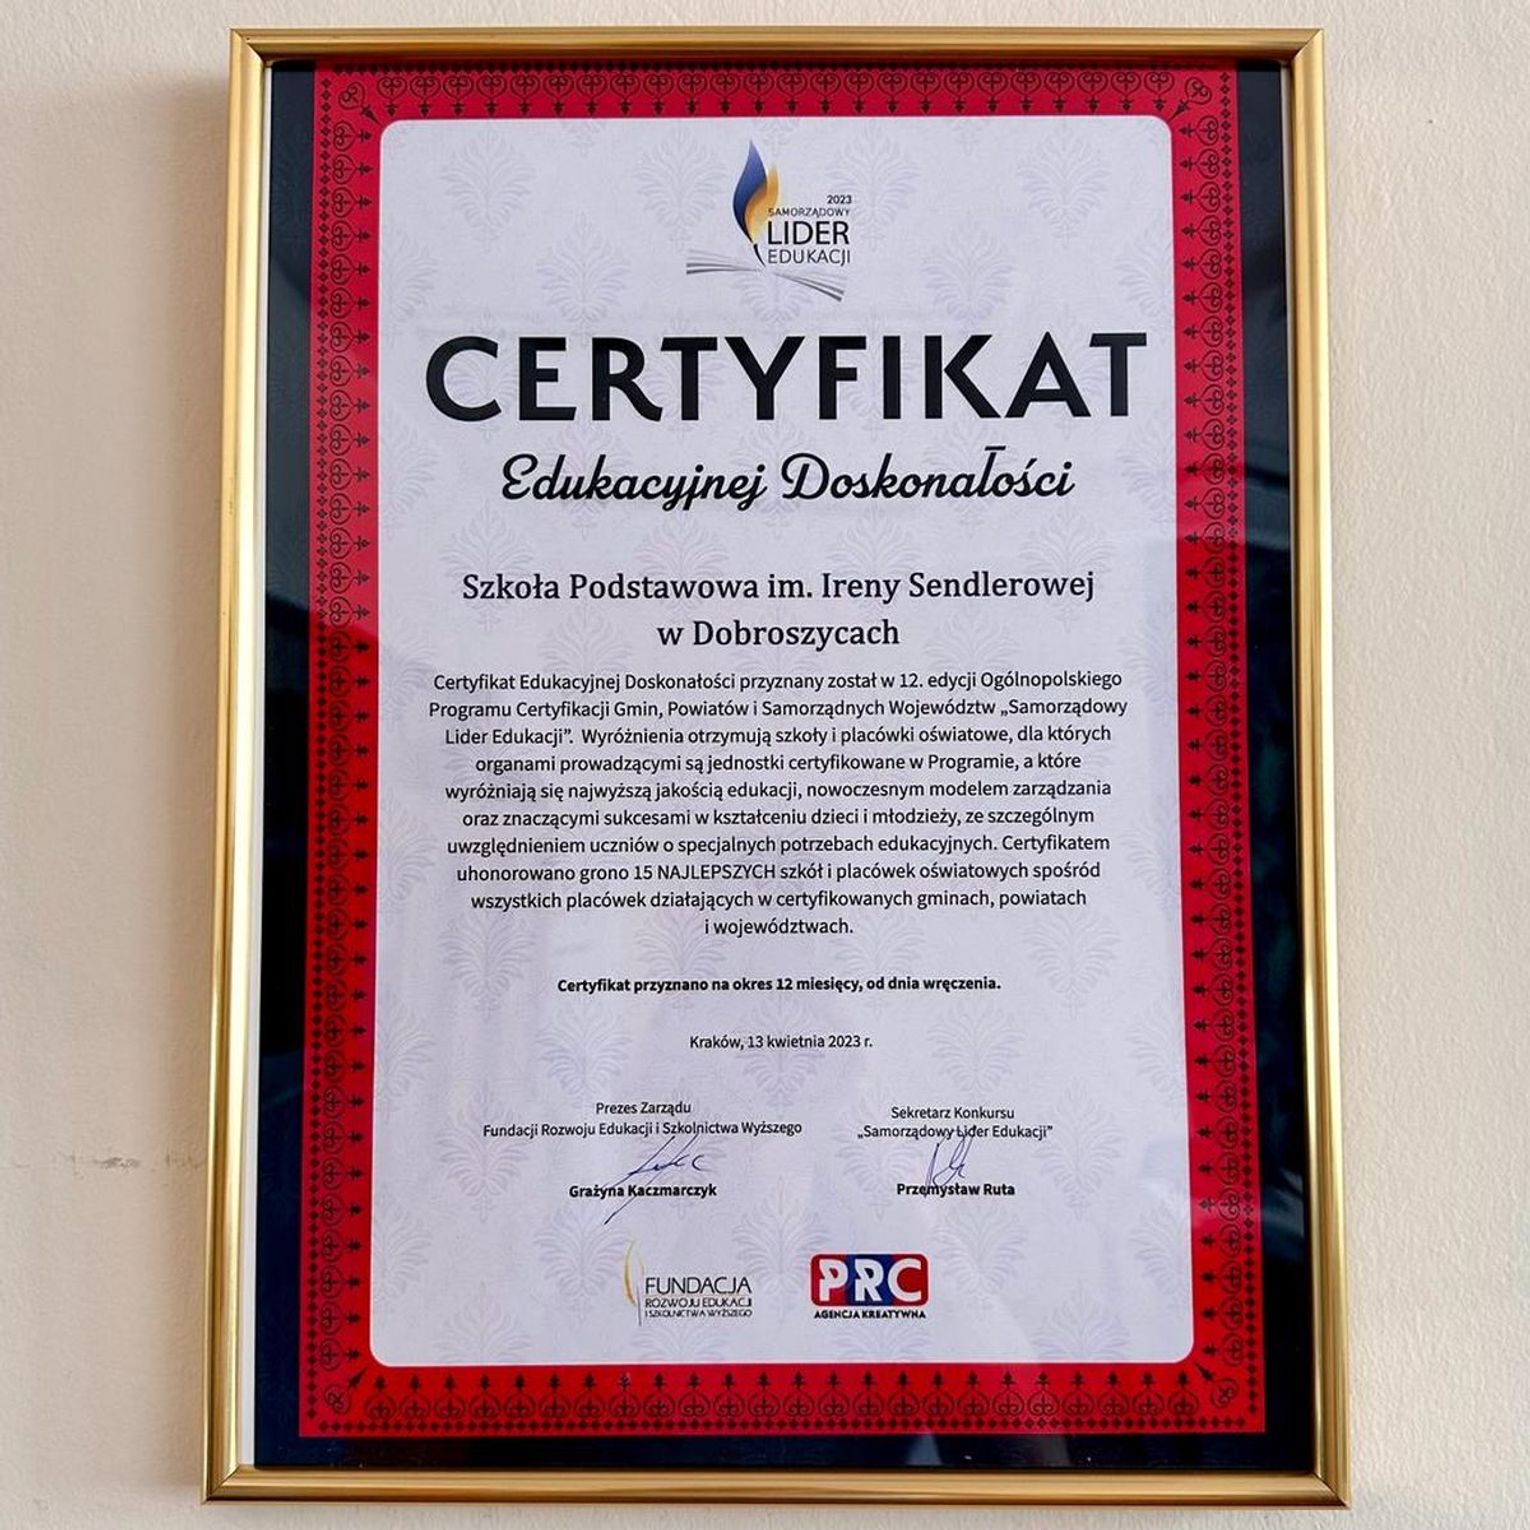 2023
SAMORZĄDOWY
LIDER
EDUKACJI
CERTYFIKAT
Edukacyjnej Doskonałości
Szkoła Podstawowa im. Ireny Sendlerowej
w Dobroszycach
Certyfikat Edukacyjnej Doskonałości przyznany został w 12. edycji Ogólnopolskiego
Programu Certyfikacji Gmin, Powiatów i Samorządnych Województw „Samorządowy
Lider Edukacji”. Wyróżnienia otrzymują szkoły i placówki oświatowe, dla których
organami prowadzącymi są jednostki certyfikowane w Programie, a które
wyróżniają się najwyższą jakością edukacji, nowoczesnym modelem zarządzania
oraz znaczącymi sukcesami w kształceniu dzieci i młodzieży, ze szczególnym
uwzględnieniem uczniów o specjalnych potrzebach edukacyjnych. Certyfikatem
uhonorowano grono 15 NAJLEPSZYCH szkół i placówek oświatowych spośród
wszystkich placówek działających w certyfikowanych gminach, powiatach
i województwach.
Certyfikat przyznano na okres 12 miesięcy, od dnia wręczenia.
Kraków, 13 kwietnia 2023 r.
Prezes Zarządu
Fundacji Rozwoju Edukacji i Szkolnictwa Wyższego
Grażyna Kaczmarczyk
Sekretarz Konkursu
„Samorządowy Lider Edukacji”
Przemysław Ruta
FUNDACJA
ROZWOJU EDUKACJI
I SZKOLNICTWA WYŻSZEGO
PRC
AGENCJA KREATYWNA